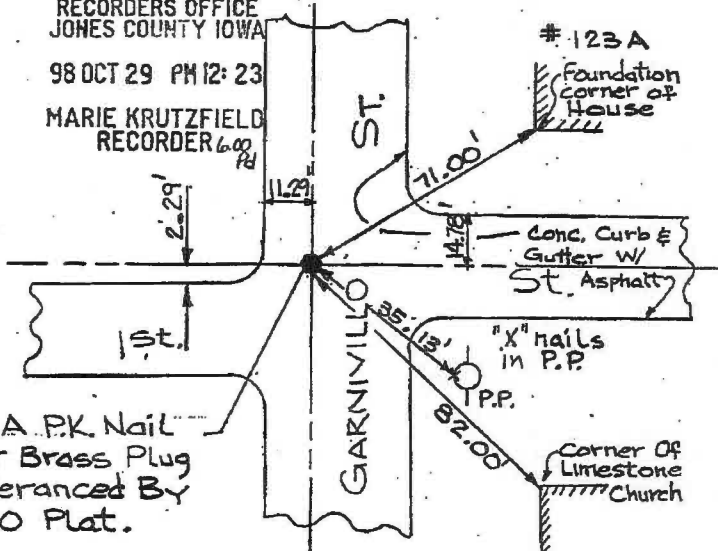 RECORDERS OFFICE
JONES COUNTY IOWA
98 OCT 29 PM 12: 23
MARIE KRUTZFIELD
RECORDER 6.00
Pd
# 123A
Foundation
corner of
House
ST.
71.00'
11.29'
2.29'
14.78'
Conc. Curb &
Gutter W/
Asphalt
St.
1st.
GARNIVILLO
35.13'
"X" nails
in P.P.
P.P.
82.00'
A P.K. Nail
Brass Plug
By
Plat.
Corner Of
Limestone
Church